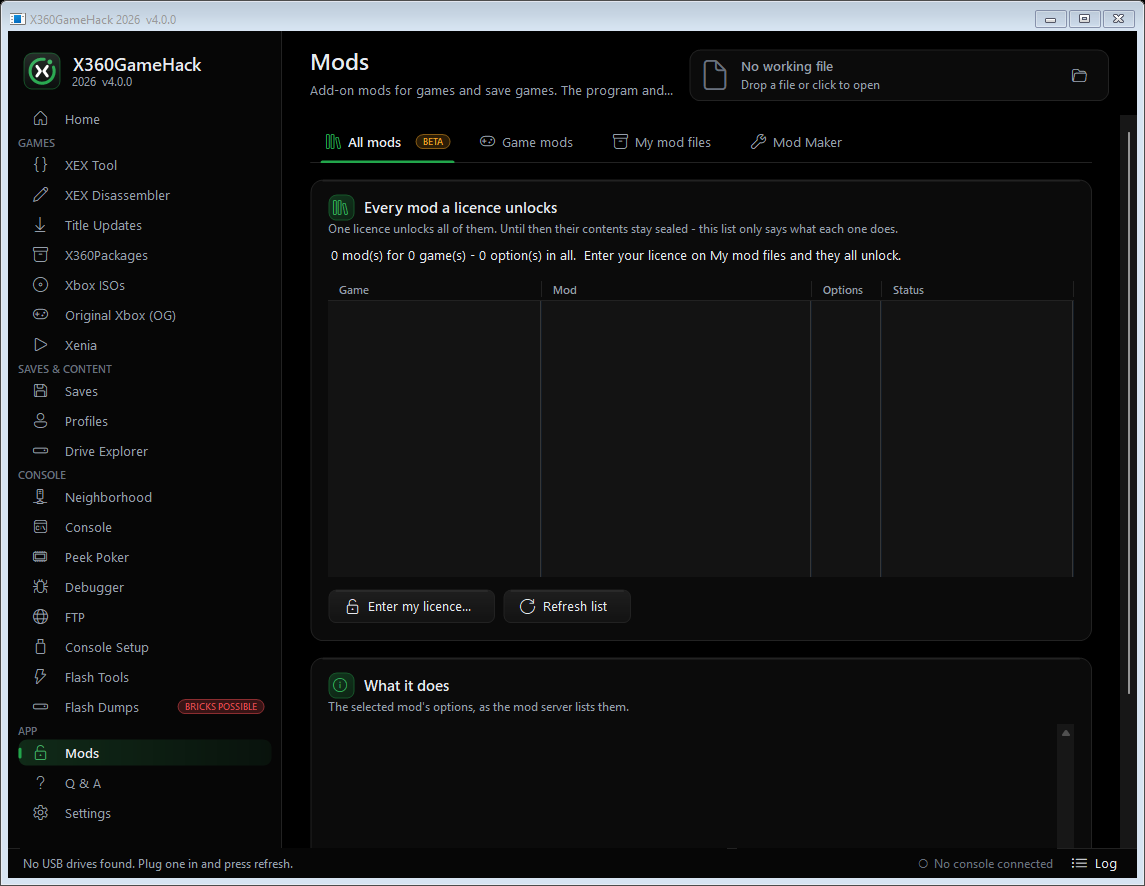 X360GameHack 2026 v4.0.0
X360GameHack
2026 v4.0.0
Home
GAMES
XEX Tool
XEX Disassembler
Title Updates
X360Packages
Xbox ISOs
Original Xbox (OG)
Xenia
SAVES & CONTENT
Saves
Profiles
Drive Explorer
CONSOLE
Neighborhood
Console
Peek Poker
Debugger
FTP
Console Setup
Flash Tools
Flash Dumps BRICKS POSSIBLE
APP
Mods
Q & A
Settings
Mods
Add-on mods for games and save games. The program and...
No working file
Drop a file or click to open
All mods BETA Game mods My mod files Mod Maker
Every mod a licence unlocks
One licence unlocks all of them. Until then their contents stay sealed - this list only says what each one does.
0 mod(s) for 0 game(s) - 0 option(s) in all. Enter your licence on My mod files and they all unlock.
Game Mod Options Status
Enter my licence... Refresh list
What it does
The selected mod's options, as the mod server lists them.
No USB drives found. Plug one in and press refresh. No console connected Log